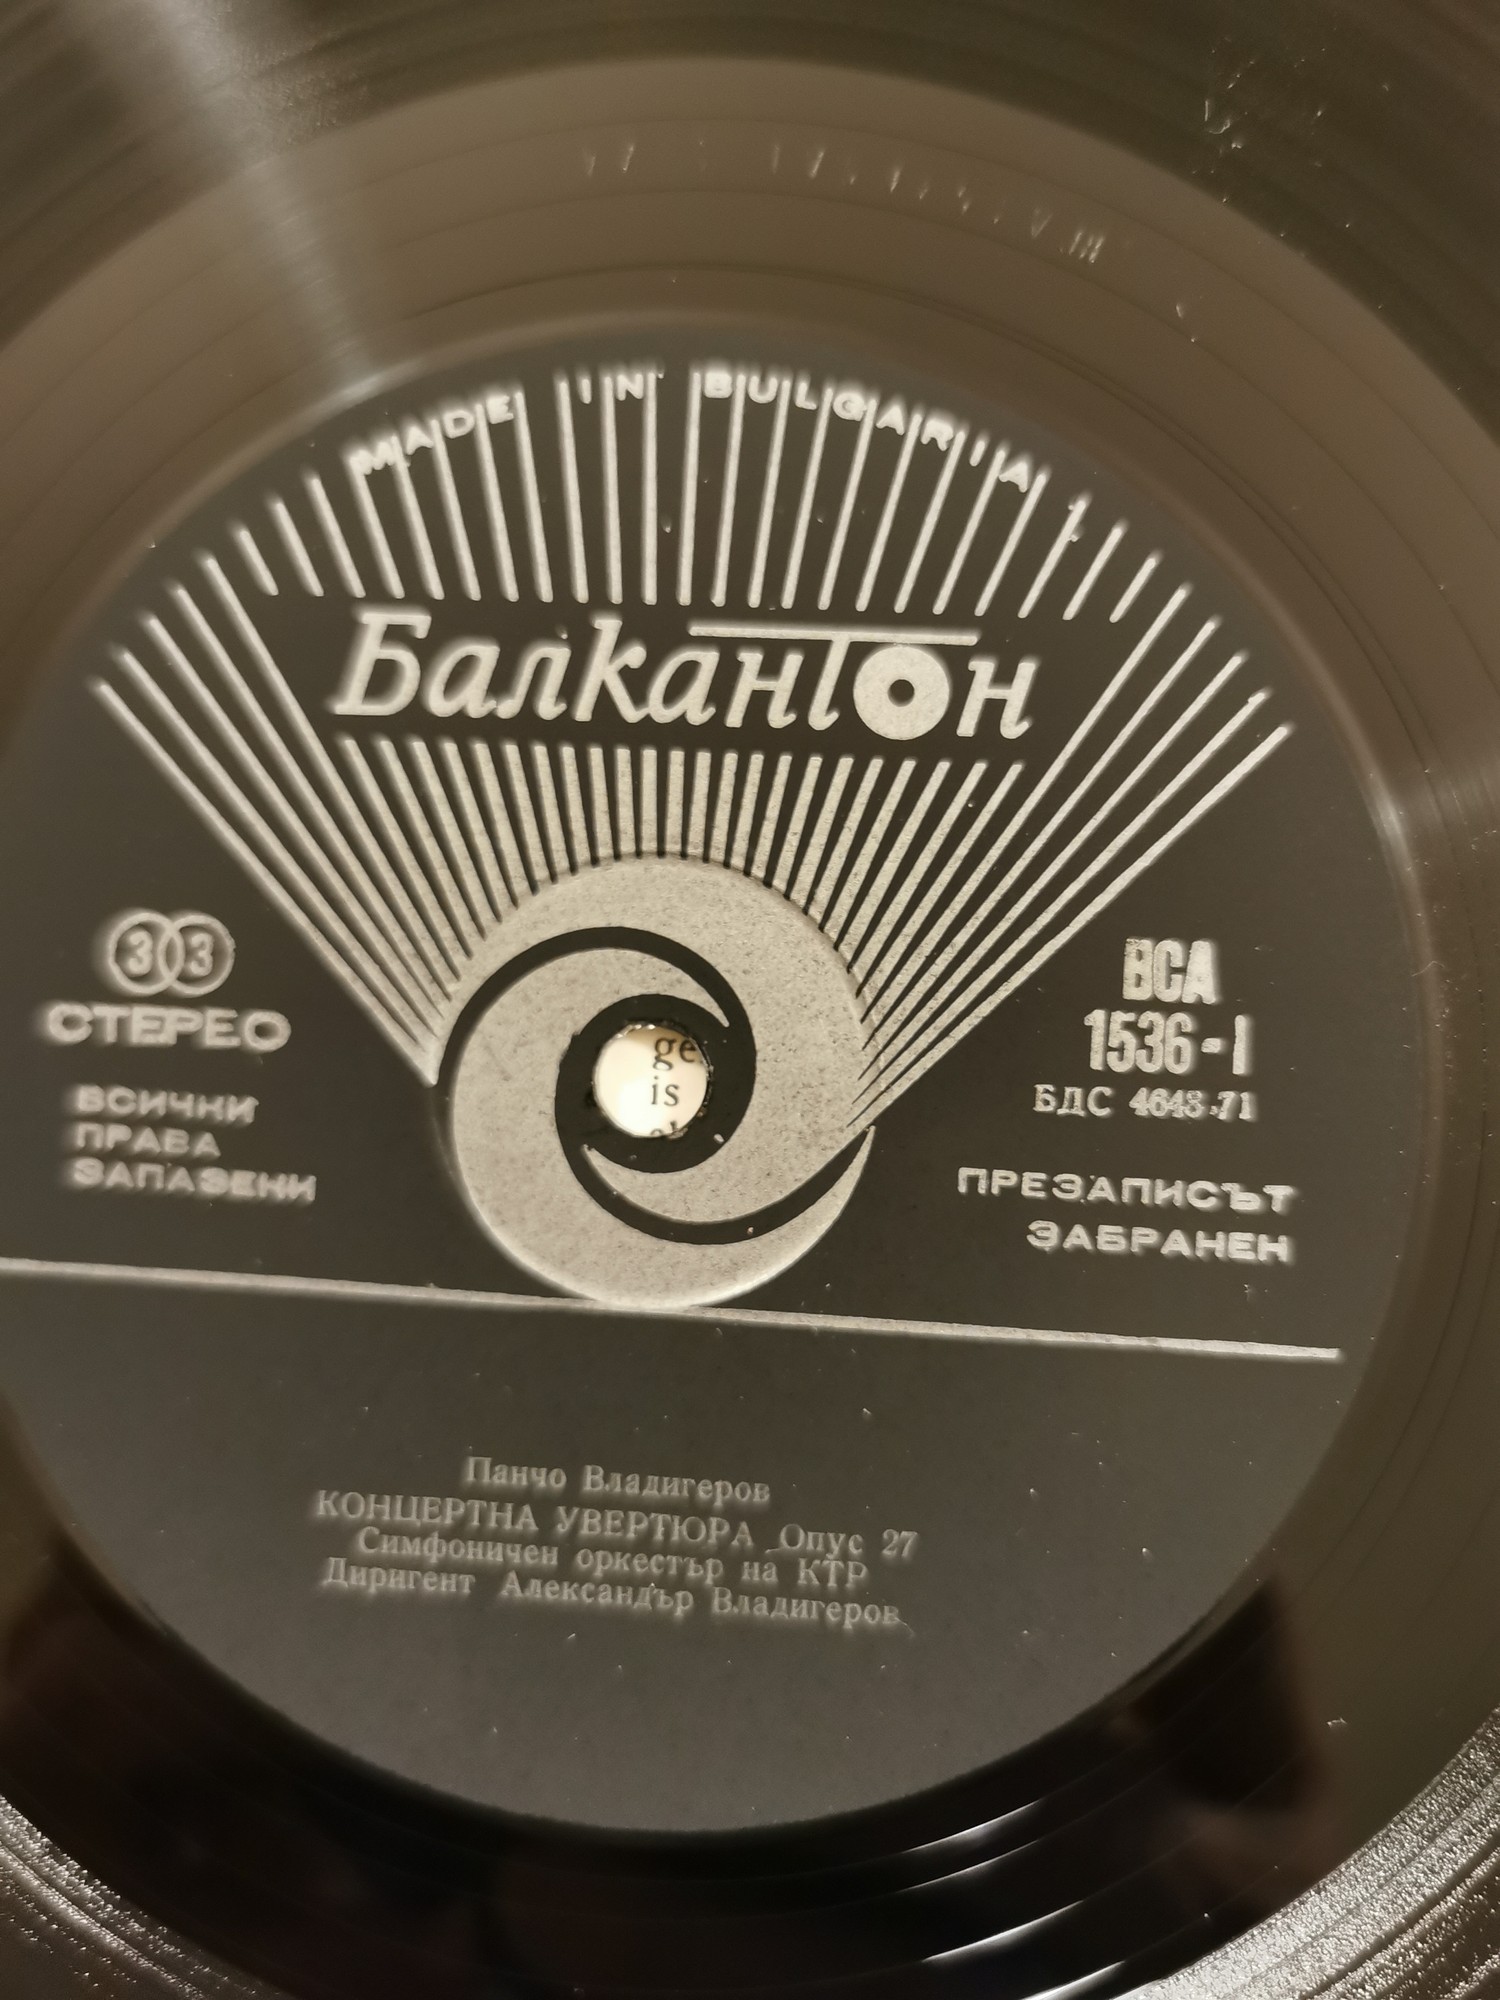 MADE IN BULGARIA
Балкантон
33
СТЕРЕО
ВСИЧКИ
ПРАВА
ЗАПАЗЕНИ
ge
is
ВСА
1536-I
БДС 4643-71
ПРЕЗАПИСЪТ
ЗАБРАНЕН
Панчо Владигеров
КОНЦЕРТНА УВЕРТЮРА Опус 27
Симфоничен оркестър на КТР
Диригент Александър Владигеров